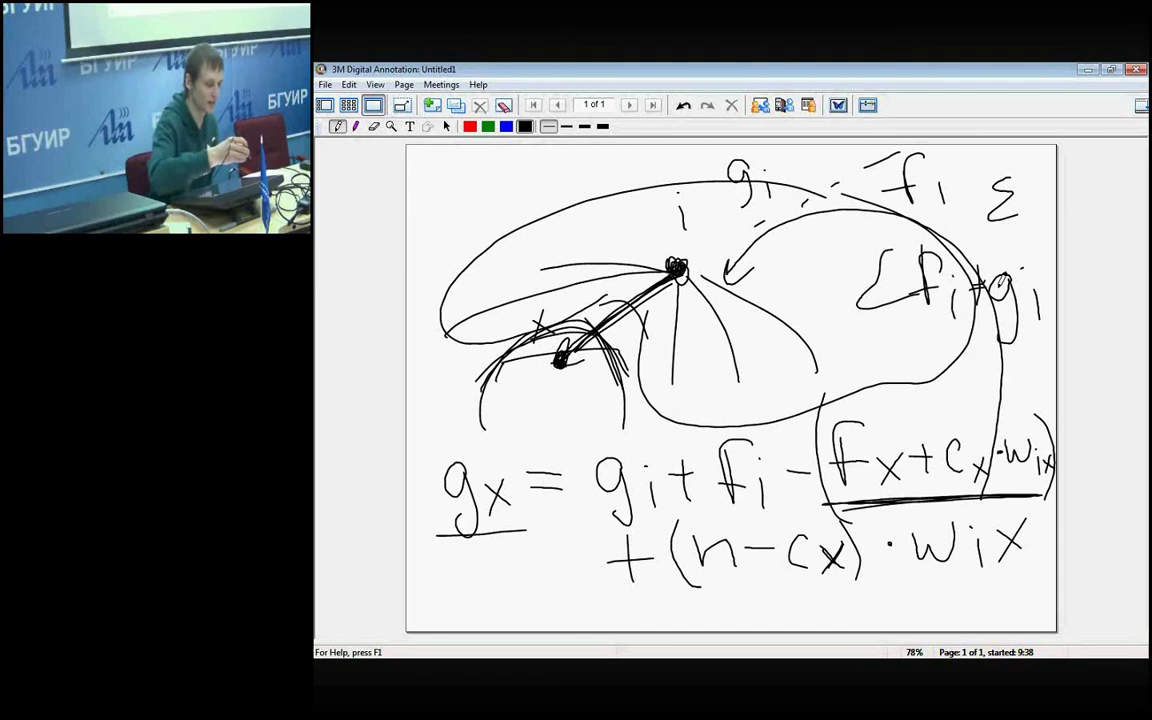 БГУИР
БГУИР
БГУИР
БГУИР
3M Digital Annotation: Untitled1
File Edit View Page Meetings Help
1 of 1
T
gi
fi
Σ
i
Σ fi + gi
x
gx = gi + fi - (fx + cx · wix)
+ (n - cx) · wix
For Help, press F1
78% Page: 1 of 1, started: 9:38